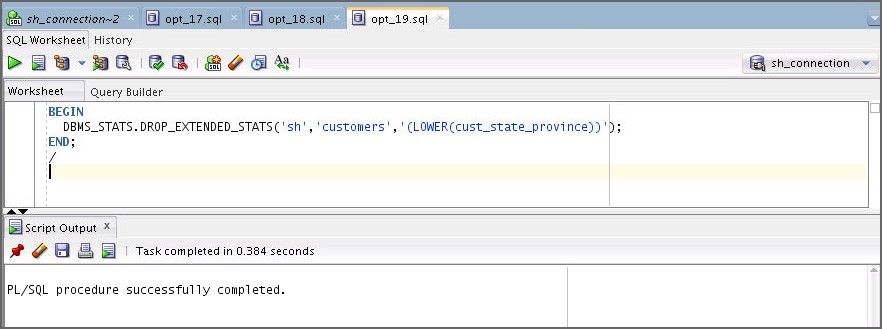 sh_connection~2 opt_17.sql opt_18.sql opt_19.sql
SQL Worksheet History
sh_connection
Worksheet Query Builder
BEGIN
DBMS_STATS.DROP_EXTENDED_STATS('sh','customers','(LOWER(cust_state_province))');
END;
/
Script Output x
Task completed in 0.384 seconds
PL/SQL procedure successfully completed.